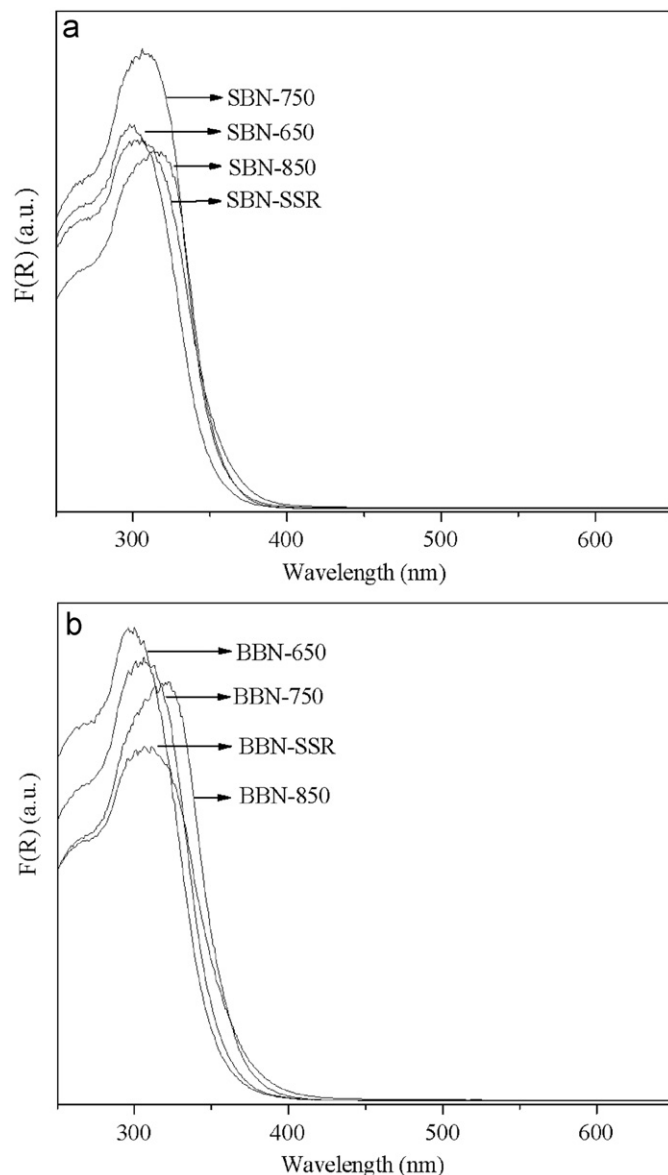 a
SBN-750
SBN-650
SBN-850
SBN-SSR
F(R) (a.u.)
300 400 500 600
Wavelength (nm)
b
BBN-650
BBN-750
BBN-SSR
BBN-850
F(R) (a.u.)
300 400 500 600
Wavelength (nm)